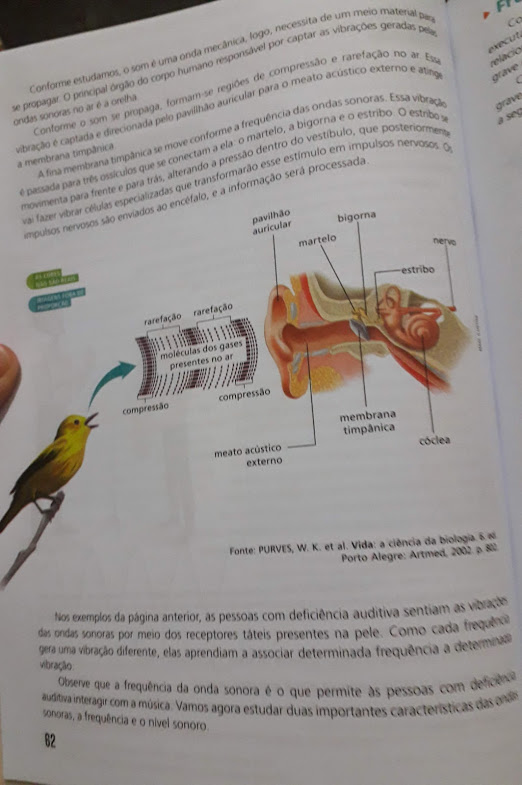 Conforme estudamos, o som é uma onda mecânica, logo, necessita de um meio material para
se propagar. O principal órgão do corpo humano responsável por captar as vibrações geradas pelas
ondas sonoras no ar é a orelha.
Conforme o som se propaga, formam-se regiões de compressão e rarefação no ar. Essa
vibração é captada e direcionada pelo pavilhão auricular para o meato acústico externo e atinge
a membrana timpânica.
A fina membrana timpânica se move conforme a frequência das ondas sonoras. Essa vibração
é passada para três ossículos que se conectam a ela: o martelo, a bigorna e o estribo. O estribo se
movimenta para frente e para trás, alterando a pressão dentro do vestíbulo, que posteriormente
vai fazer vibrar células especializadas que transformarão esse estímulo em impulsos nervosos. Os
impulsos nervosos são enviados ao encéfalo, e a informação será processada.
AS CORES
NÃO SÃO REAIS
IMAGENS FORA DE
PROPORÇÃO
pavilhão
auricular
bigorna
martelo
nervo
estribo
rarefação
rarefação
moléculas dos gases
presentes no ar
compressão
compressão
membrana
timpânica
meato acústico
externo
cóclea
Fonte: PURVES, W. K. et al. Vida: a ciência da biologia. 6. ed.
Porto Alegre: Artmed, 2002. p. 802.
Nos exemplos da página anterior, as pessoas com deficiência auditiva sentiam as vibrações
das ondas sonoras por meio dos receptores táteis presentes na pele. Como cada frequência
gera uma vibração diferente, elas aprendiam a associar determinada frequência a determinada
vibração.
Observe que a frequência da onda sonora é o que permite às pessoas com deficiência
auditiva interagir com a música. Vamos agora estudar duas importantes características das ondas
sonoras, a frequência e o nível sonoro.
62
Co
execut
relacio
grave
grave
a seg